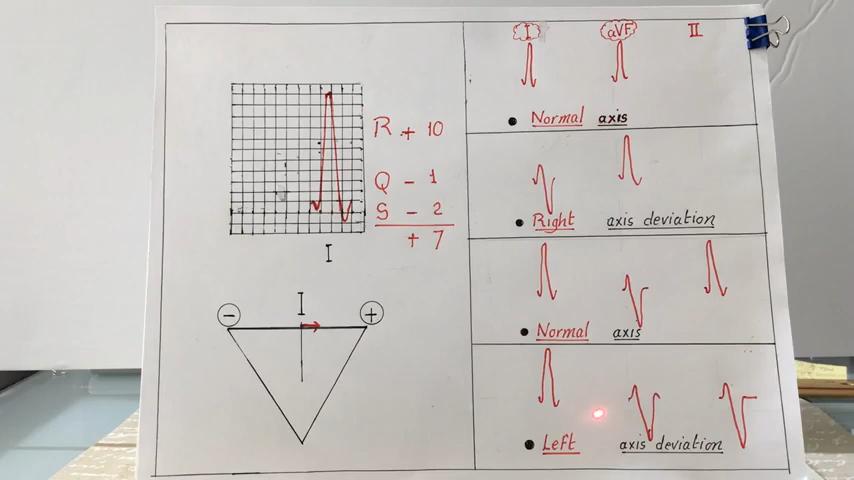 R + 10
Q - 1
S - 2
+ 7
I
I
- +
I aVF II
Normal axis
Right axis deviation
Normal axis
Left axis deviation